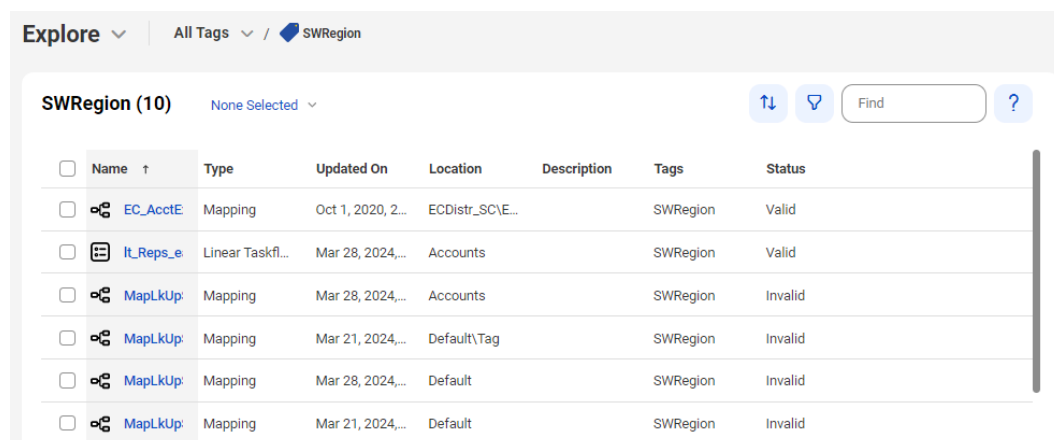 Explore All Tags / SWRegion
SWRegion (10) None Selected Find ?
Name ↑ Type Updated On Location Description Tags Status
EC_AcctE Mapping Oct 1, 2020, 2... ECDistr_SC\E... SWRegion Valid
lt_Reps_e Linear Taskfl... Mar 28, 2024,... Accounts SWRegion Valid
MapLkUp Mapping Mar 28, 2024,... Accounts SWRegion Invalid
MapLkUp Mapping Mar 21, 2024,... Default\Tag SWRegion Invalid
MapLkUp Mapping Mar 28, 2024,... Default SWRegion Invalid
MapLkUp Mapping Mar 21, 2024,... Default SWRegion Invalid